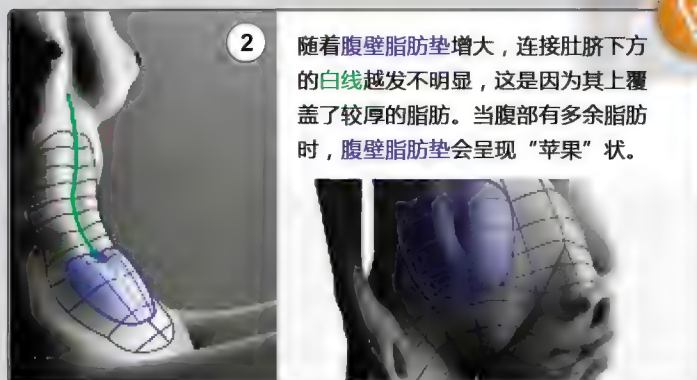 2
随着腹壁脂肪垫增大，连接肚脐下方
的白线越发不明显，这是因为其上覆
盖了较厚的脂肪。当腹部有多余脂肪
时，腹壁脂肪垫会呈现“苹果”状。